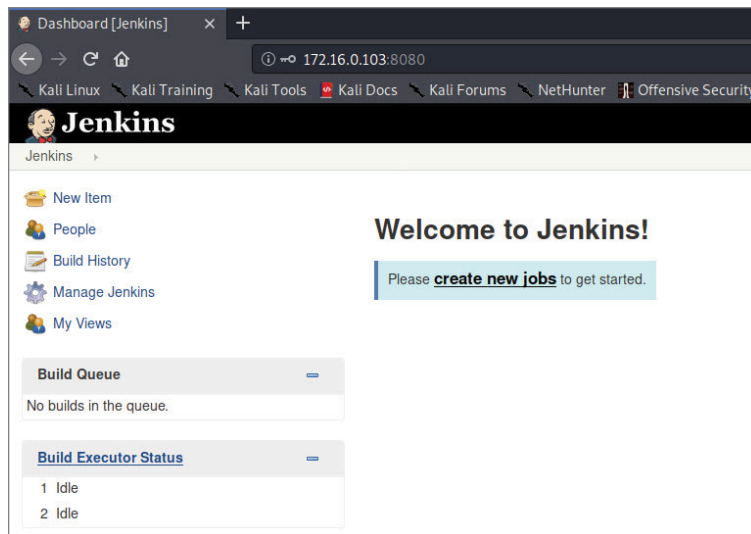 Dashboard [Jenkins] × +
172.16.0.103:8080
Kali Linux Kali Training Kali Tools Kali Docs Kali Forums NetHunter Offensive Security
Jenkins
Jenkins
New Item
People
Build History
Manage Jenkins
My Views
Build Queue
No builds in the queue.
Build Executor Status
1 Idle
2 Idle
Welcome to Jenkins!
Please create new jobs to get started.